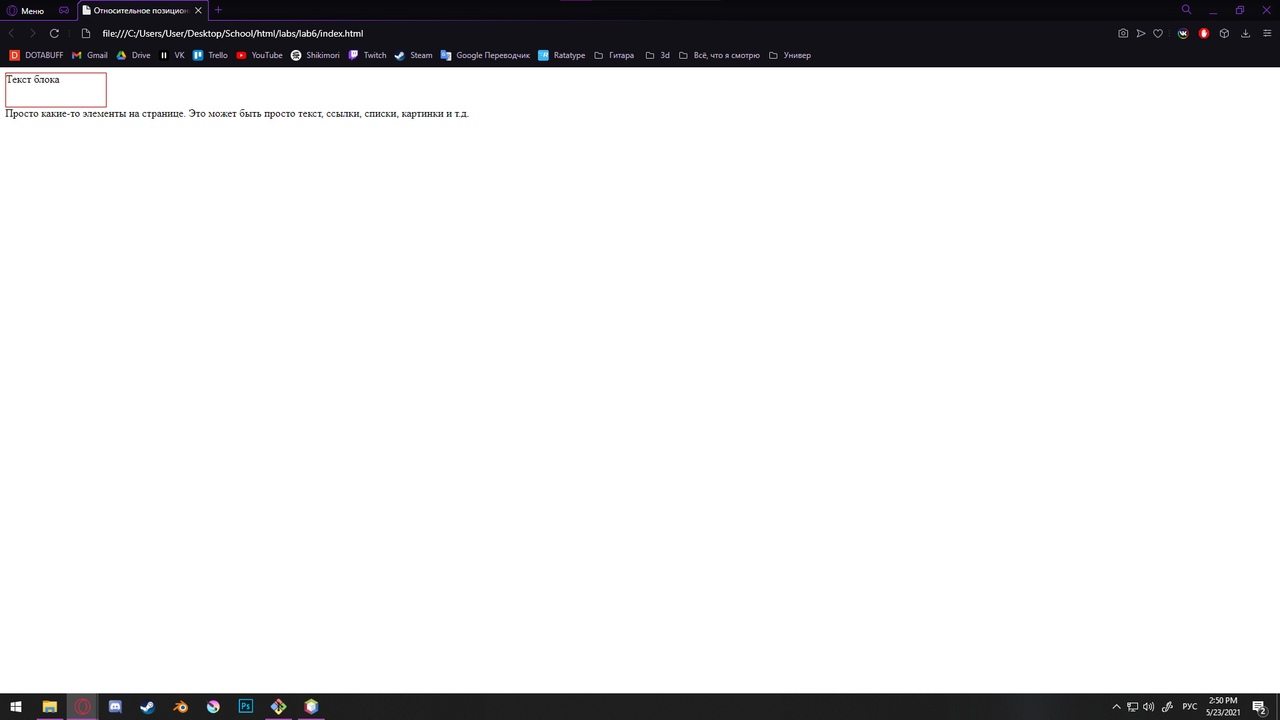 Меню
Относительное позицион
file:///C:/Users/User/Desktop/School/html/labs/lab6/index.html
DOTABUFF Gmail Drive VK Trello YouTube Shikimori Twitch Steam Google Переводчик Ratatype Гитара 3d Всё, что я смотрю Универ
Текст блока
Просто какие-то элементы на странице. Это может быть просто текст, ссылки, списки, картинки и т.д.
Ps
РУС
2:50 PM
5/23/2021
2